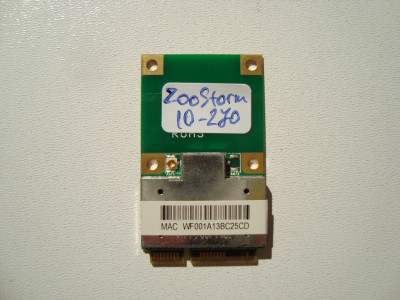 ZooStorm
10-270
ROHS
MAC WF001A13BC25CD